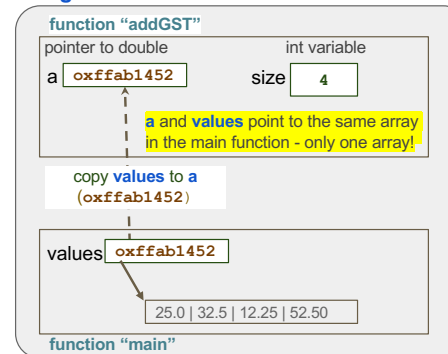 function “addGST”
pointer to double
int variable
a oxffab1452
size 4
a and values point to the same array
in the main function - only one array!
copy values to a
(oxffab1452)
values oxffab1452
25.0 | 32.5 | 12.25 | 52.50
function “main”